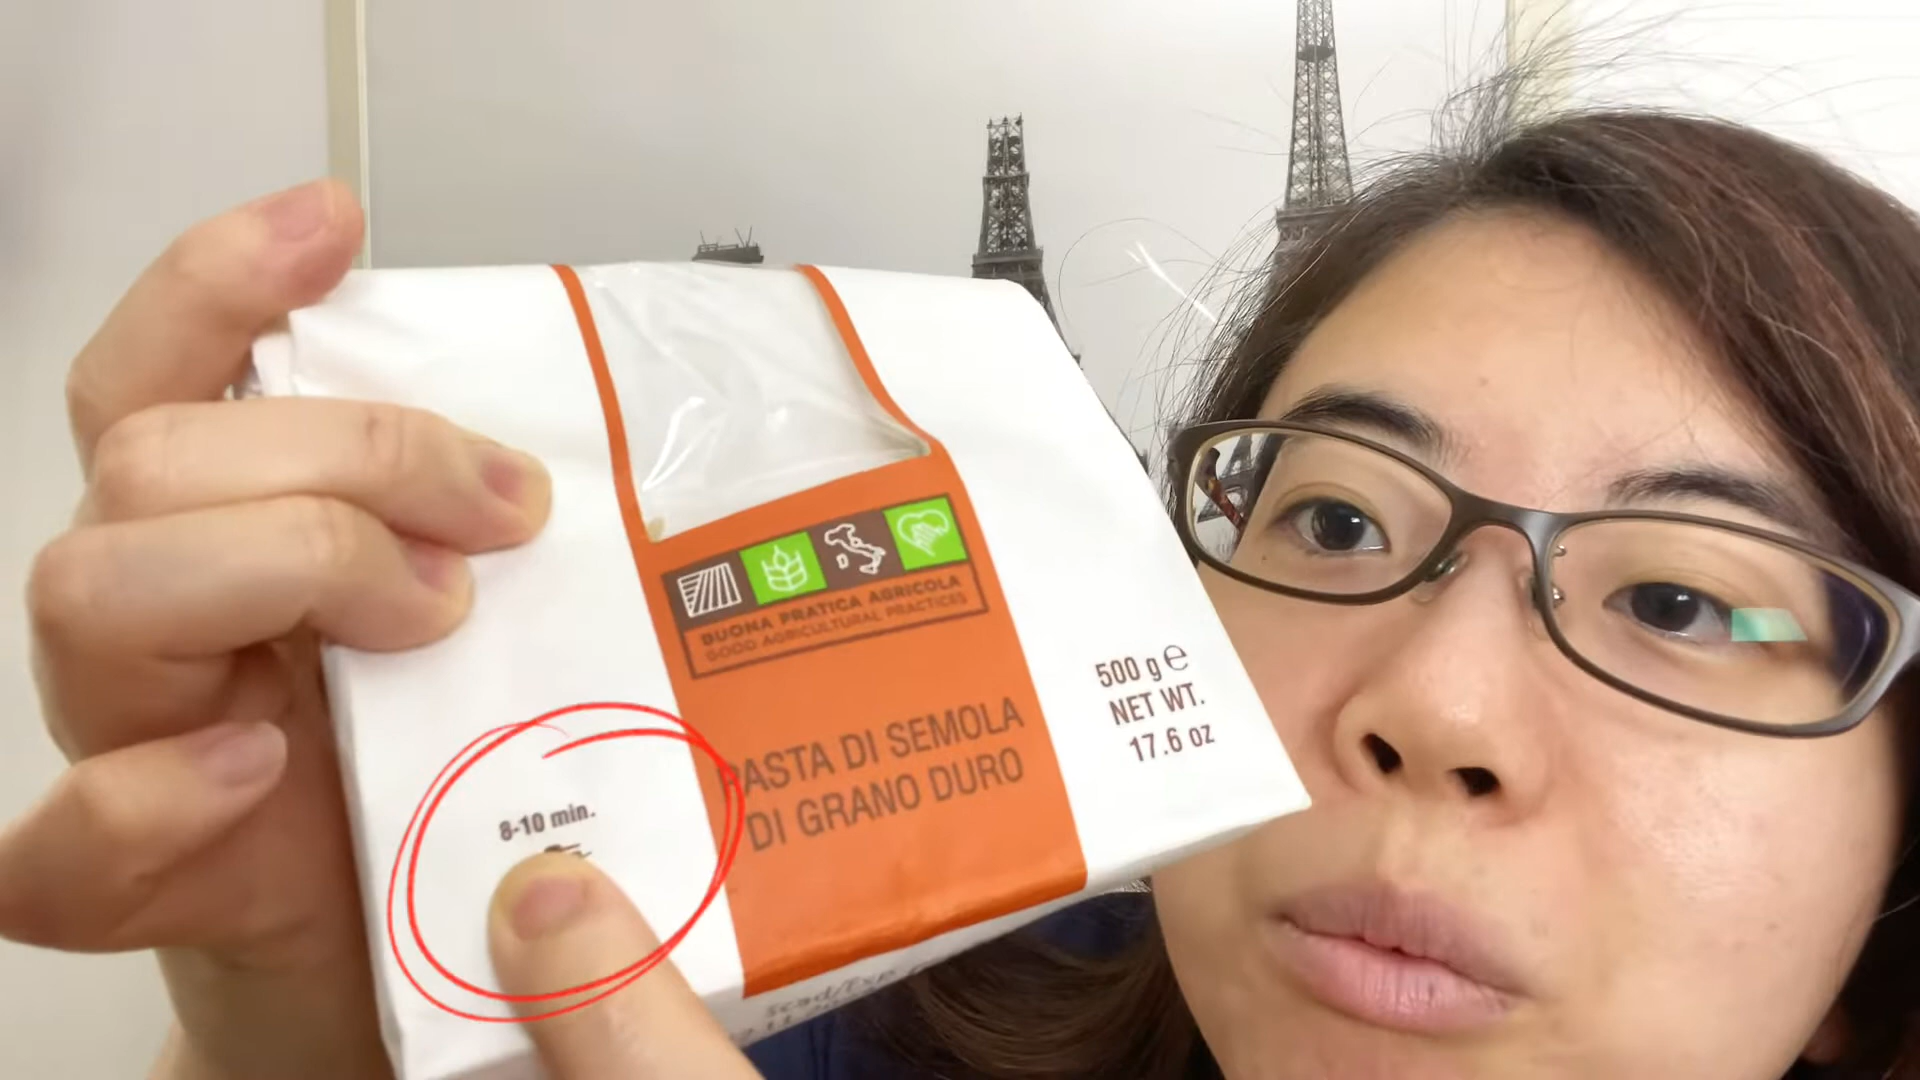 BUONA PRATICA AGRICOLA
GOOD AGRICULTURAL PRACTICES
PASTA DI SEMOLA
DI GRANO DURO
500 g ℮
NET WT.
17.6 oz
8-10 min.